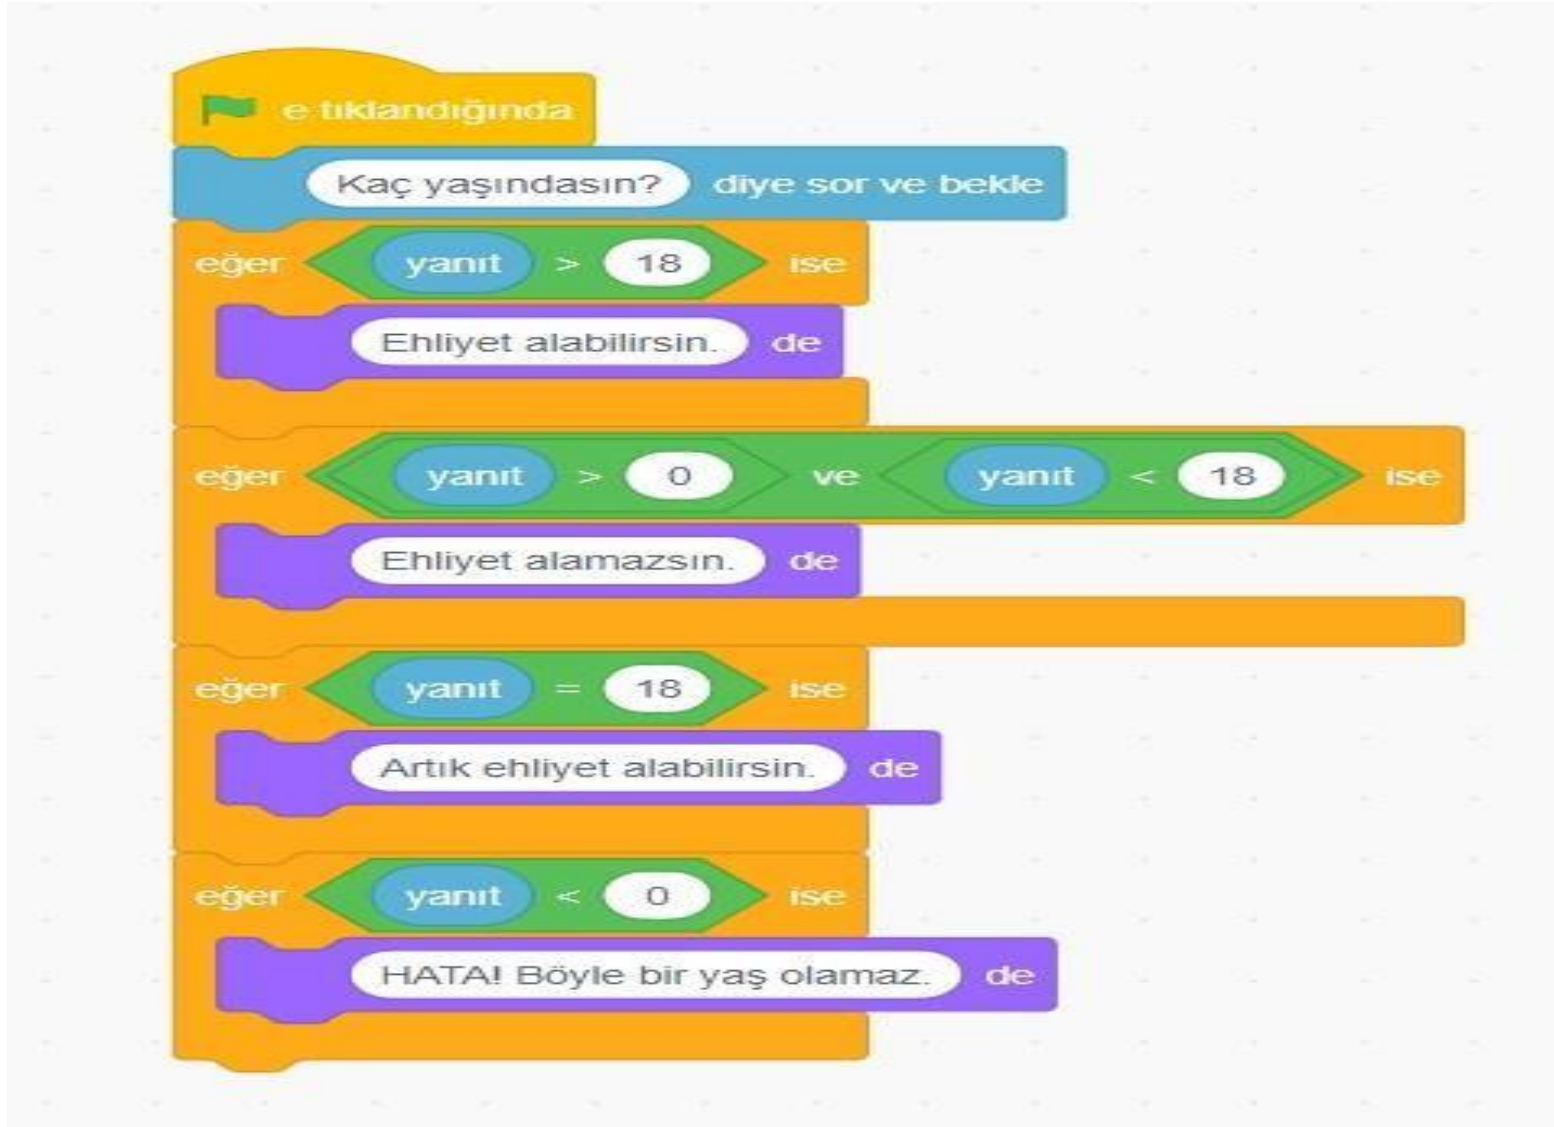 e tıklandığında
Kaç yaşındasın? diye sor ve bekle
eğer yanıt > 18 ise
Ehliyet alabilirsin. de
eğer yanıt > 0 ve yanıt < 18 ise
Ehliyet alamazsın. de
eğer yanıt = 18 ise
Artık ehliyet alabilirsin. de
eğer yanıt < 0 ise
HATA! Böyle bir yaş olamaz. de